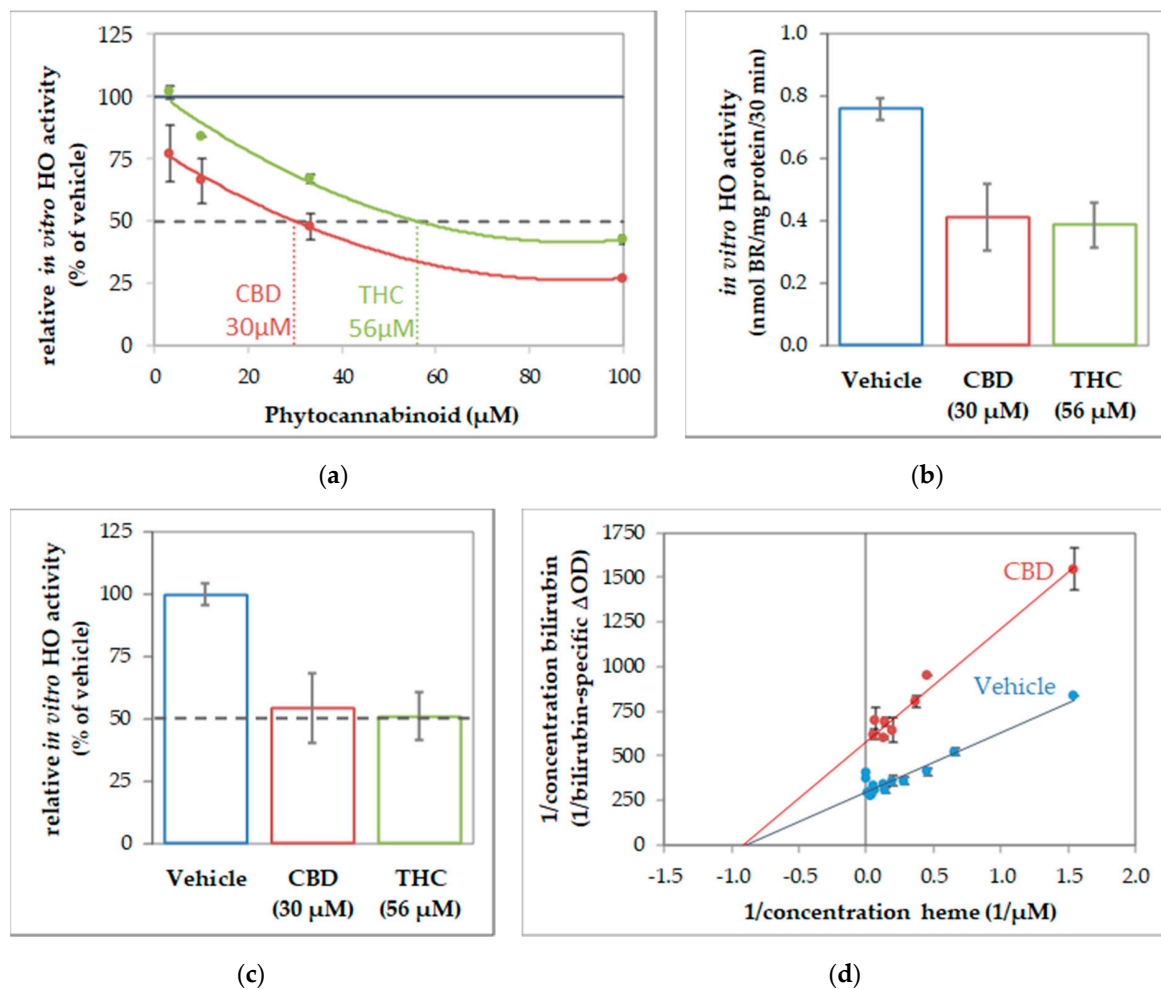 relative in vitro HO activity
(% of vehicle)
125
100
75
50
25
0
CBD
30μM
THC
56μM
0 20 40 60 80 100
Phytocannabinoid (μM)
(a)
in vitro HO activity
(nmol BR/mg protein/30 min)
1.0
0.8
0.6
0.4
0.2
0.0
Vehicle CBD THC
(30 μM) (56 μM)
(b)
relative in vitro HO activity
(% of vehicle)
125
100
75
50
25
0
Vehicle CBD THC
(30 μM) (56 μM)
(c)
1/concentration bilirubin
(1/bilirubin-specific ΔOD)
1750
1500
1250
1000
750
500
250
0
CBD
Vehicle
-1.5 -1.0 -0.5 0.0 0.5 1.0 1.5 2.0
1/concentration heme (1/μM)
(d)